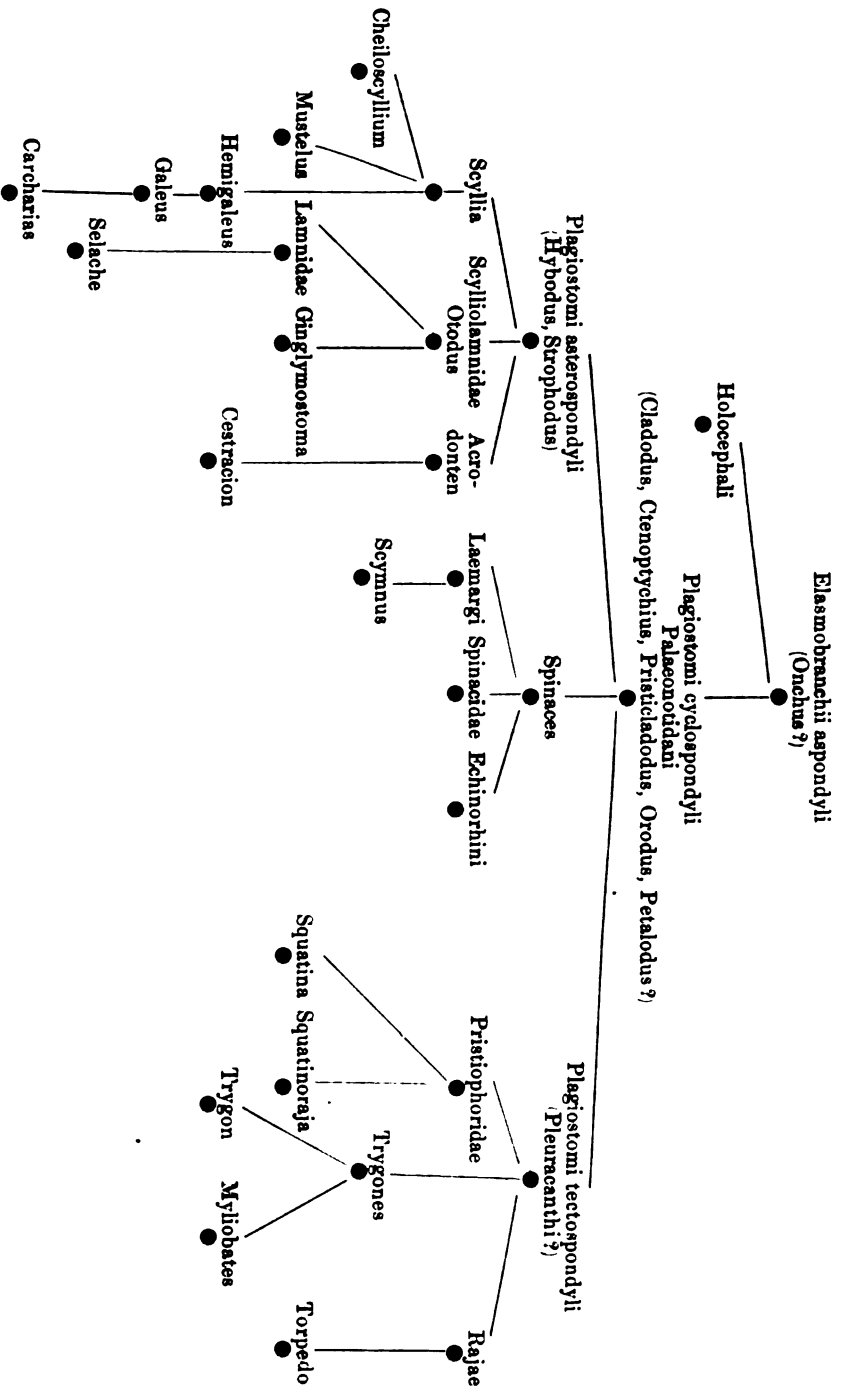 Elasmobranchii aspondyli
(Onchus?)
Holocephali
Plagiostomi cyclospondyli
Palaeonotidani
(Cladodus, Ctenoptychius, Pristicladodus, Orodus, Petalodus?)
Plagiostomi asterospondyli
(Hybodus, Strophodus)
Spinaces
Plagiostomi tectospondyli
(Pleuracanthi?)
Scyllia
Scylliolamnidae
Otodus
Acro-
donten
Laemargi
Spinacidae
Echinorhini
Pristiophoridae
Rajae
Cheiloscyllium
Scymnus
Trygones
Mustelus
Lamnidae
Ginglymostoma
Squatina
Squatinoraja
Torpedo
Hemigaleus
Cestracion
Trygon
Myliobates
Galeus
Selache
Carcharias